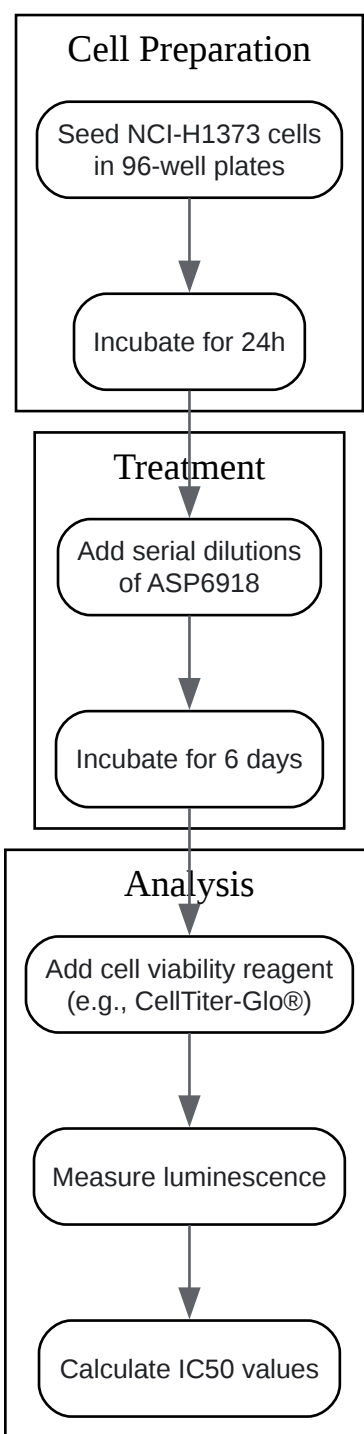 Cell Preparation
Seed NCI-H1373 cells
in 96-well plates
Incubate for 24h
Treatment
Add serial dilutions
of ASP6918
Incubate for 6 days
Analysis
Add cell viability reagent
(e.g., CellTiter-Glo®)
Measure luminescence
Calculate IC50 values